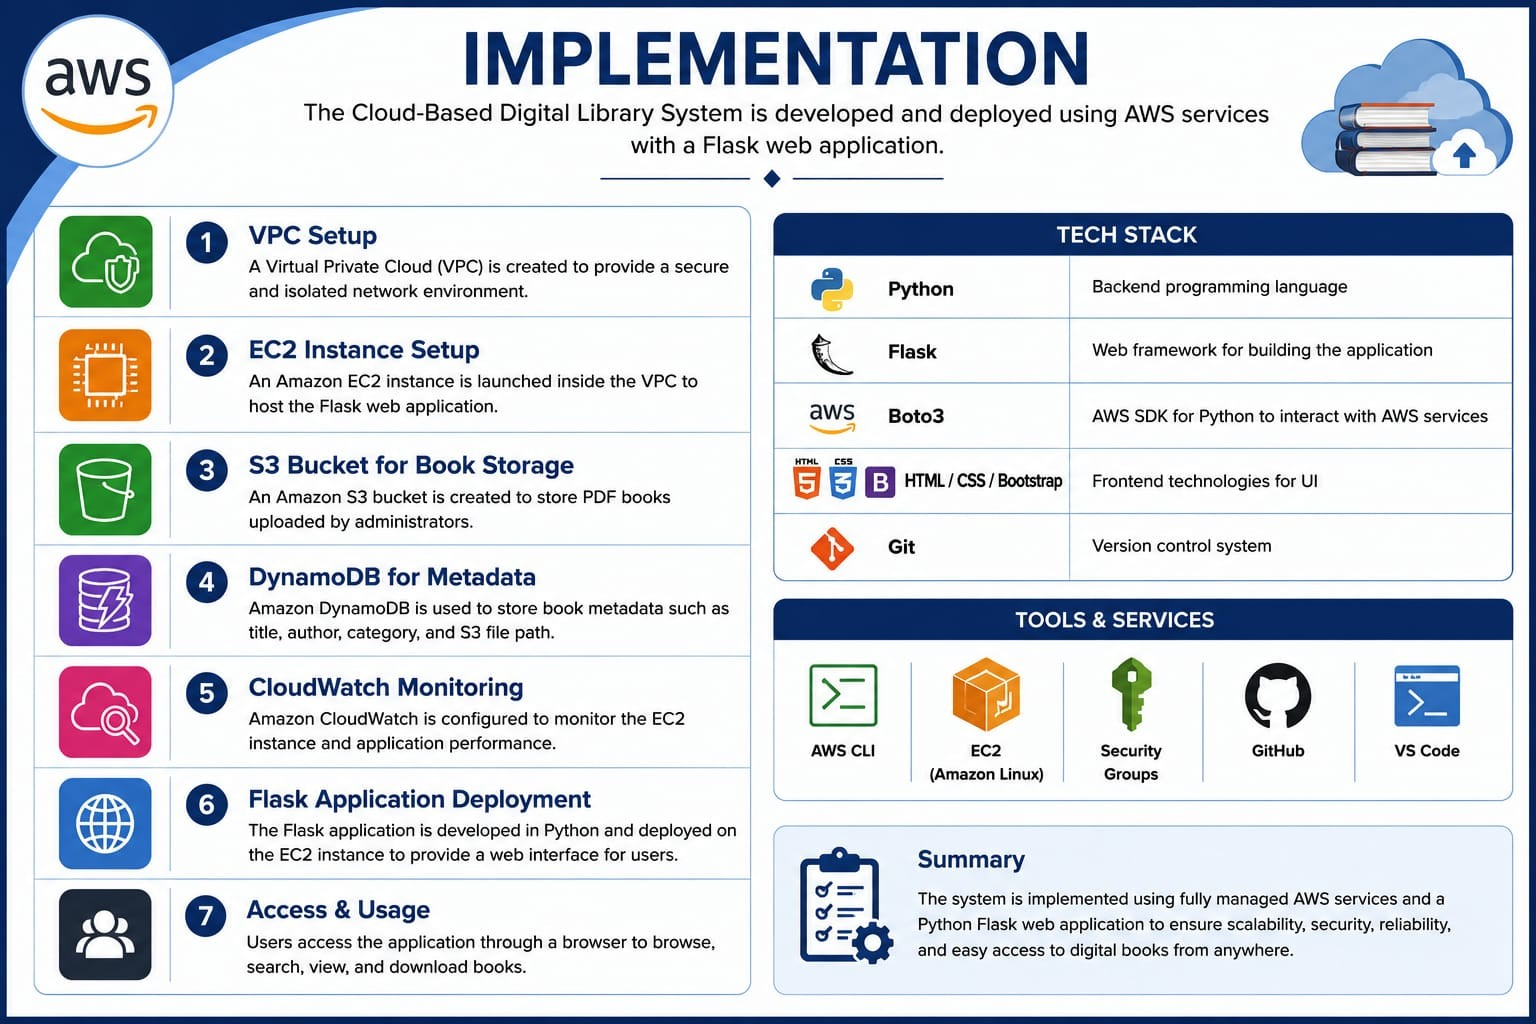 aws
IMPLEMENTATION
The Cloud-Based Digital Library System is developed and deployed using AWS services
with a Flask web application.
1
VPC Setup
A Virtual Private Cloud (VPC) is created to provide a secure
and isolated network environment.
2
EC2 Instance Setup
An Amazon EC2 instance is launched inside the VPC to
host the Flask web application.
3
S3 Bucket for Book Storage
An Amazon S3 bucket is created to store PDF books
uploaded by administrators.
4
DynamoDB for Metadata
Amazon DynamoDB is used to store book metadata such as
title, author, category, and S3 file path.
5
CloudWatch Monitoring
Amazon CloudWatch is configured to monitor the EC2
instance and application performance.
6
Flask Application Deployment
The Flask application is developed in Python and deployed on
the EC2 instance to provide a web interface for users.
7
Access & Usage
Users access the application through a browser to browse,
search, view, and download books.
TECH STACK
Python
Backend programming language
Flask
Web framework for building the application
aws
Boto3
AWS SDK for Python to interact with AWS services
HTML
5
CSS
3
B
HTML / CSS / Bootstrap
Frontend technologies for UI
Git
Version control system
TOOLS & SERVICES
AWS CLI
EC2
(Amazon Linux)
Security
Groups
GitHub
VS Code
Summary
The system is implemented using fully managed AWS services and a
Python Flask web application to ensure scalability, security, reliability,
and easy access to digital books from anywhere.